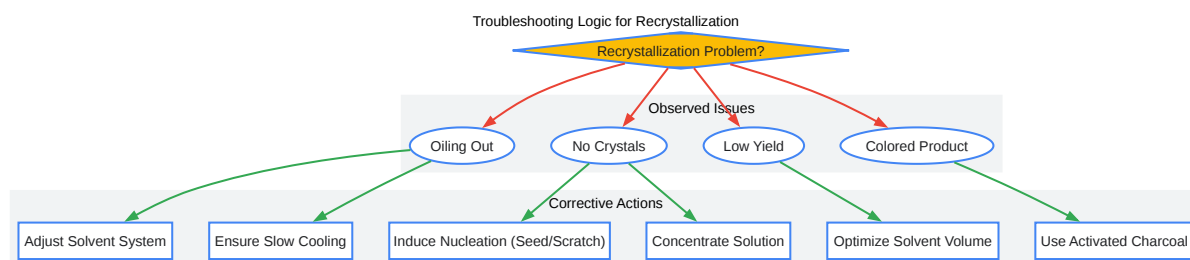 Troubleshooting Logic for Recrystallization
Recrystallization Problem?
Observed Issues
Oiling Out
No Crystals
Low Yield
Colored Product
Corrective Actions
Adjust Solvent System
Ensure Slow Cooling
Induce Nucleation (Seed/Scratch)
Concentrate Solution
Optimize Solvent Volume
Use Activated Charcoal